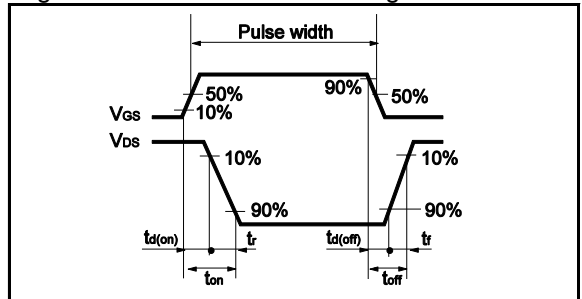 Pulse width
50%
10%
90%
50%
VGS
VDS
10%
90%
10%
90%
td(on)
tr
td(off)
tf
ton
toff